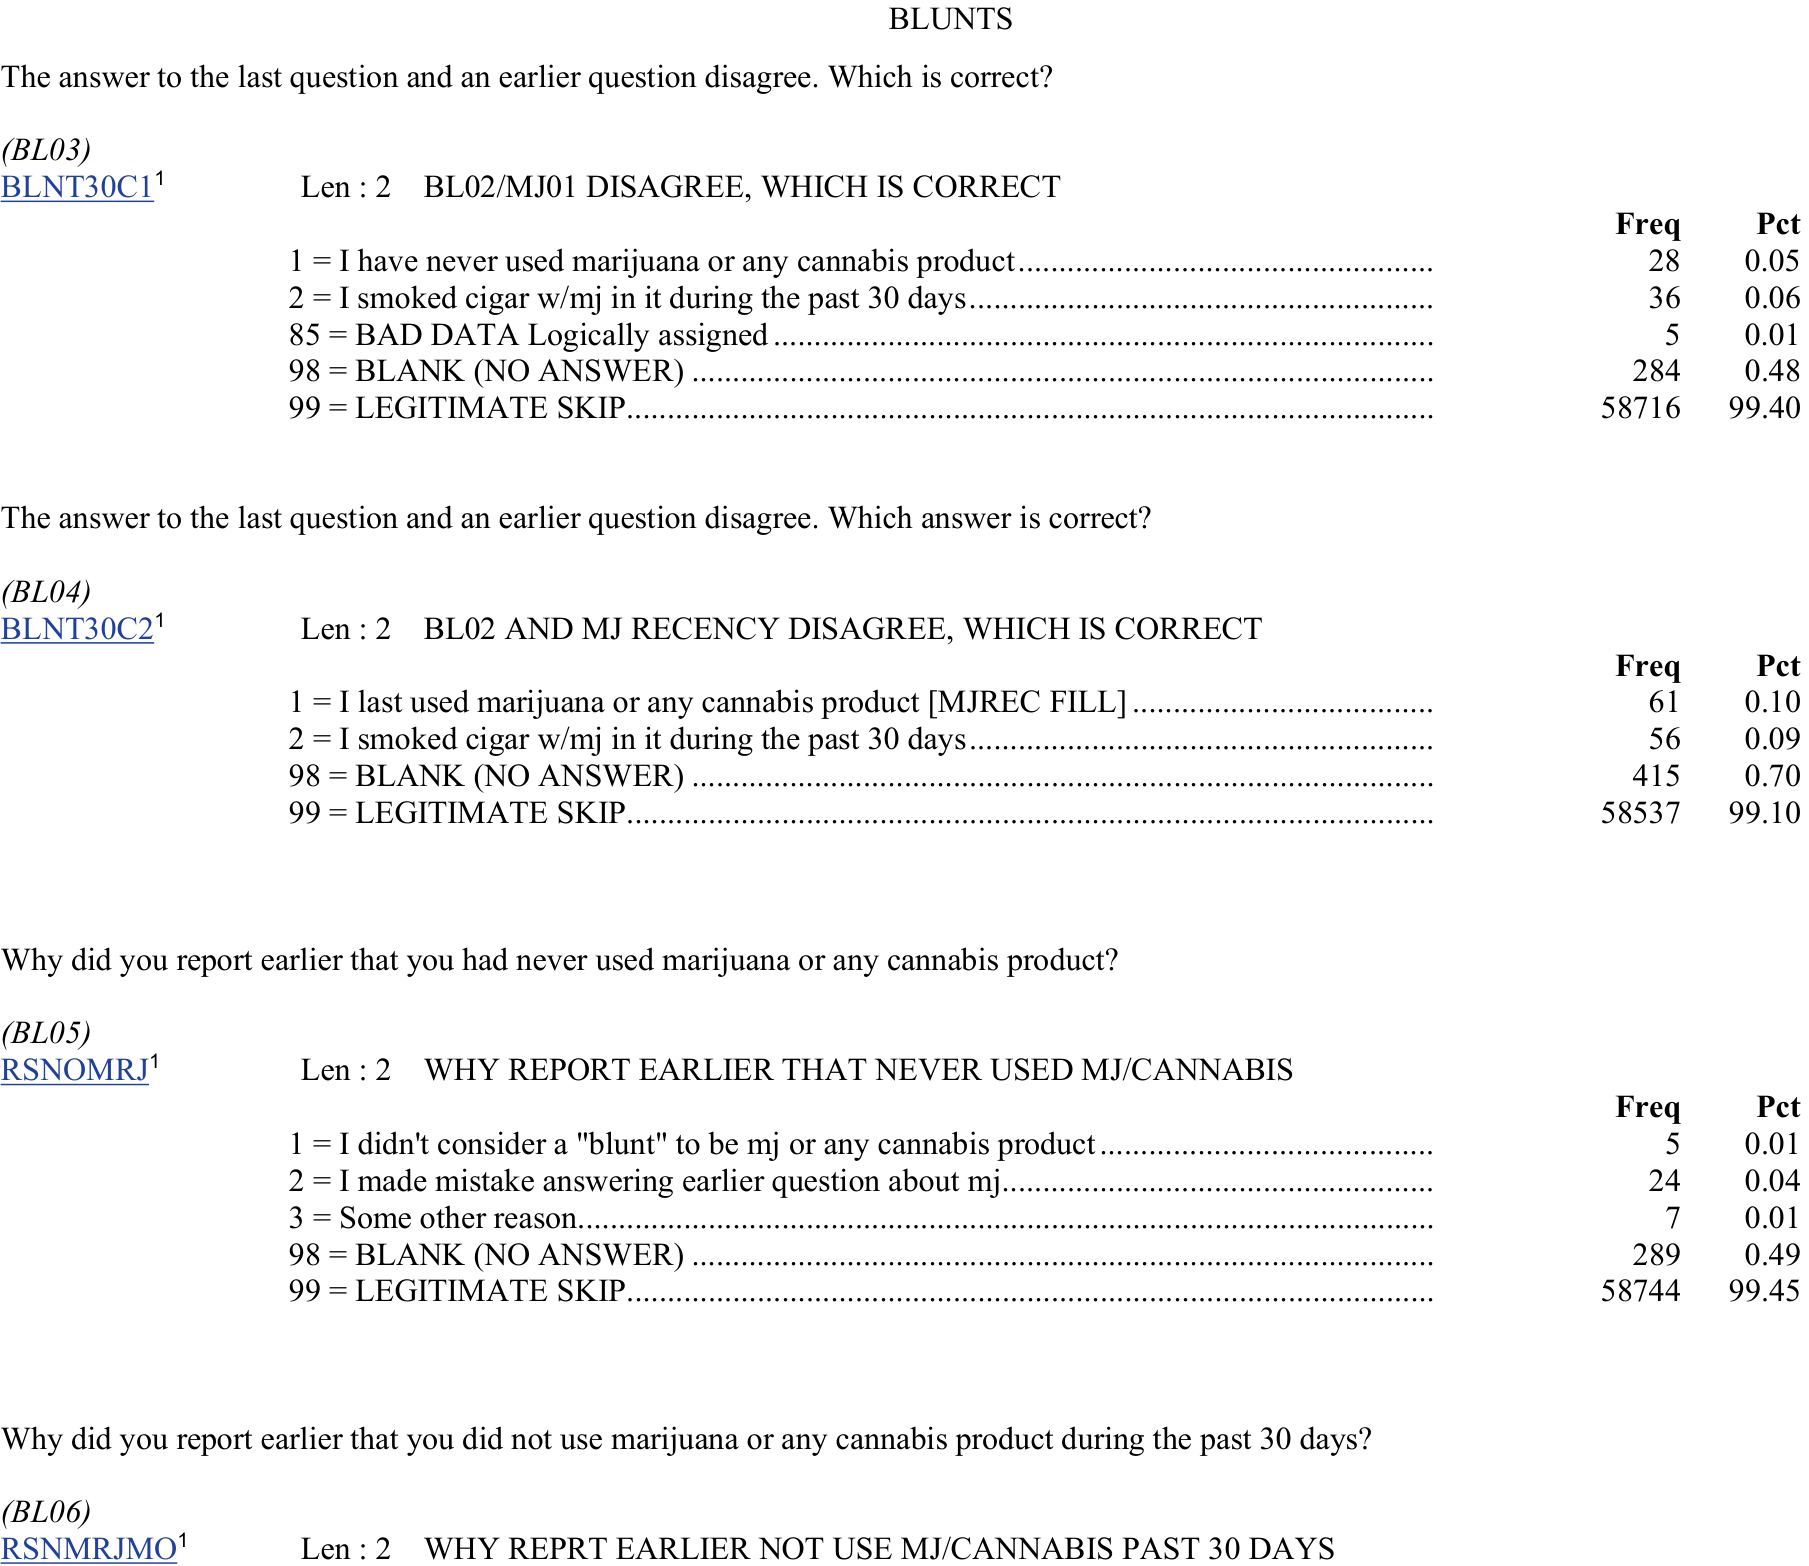 BLUNTS
The answer to the last question and an earlier question disagree. Which is correct?
(BL03)
BLNT30C1¹ Len : 2 BL02/MJ01 DISAGREE, WHICH IS CORRECT
Freq Pct
1 = I have never used marijuana or any cannabis product................................................... 28 0.05
2 = I smoked cigar w/mj in it during the past 30 days......................................................... 36 0.06
85 = BAD DATA Logically assigned ................................................................................. 5 0.01
98 = BLANK (NO ANSWER) ........................................................................................... 284 0.48
99 = LEGITIMATE SKIP................................................................................................... 58716 99.40
The answer to the last question and an earlier question disagree. Which answer is correct?
(BL04)
BLNT30C2¹ Len : 2 BL02 AND MJ RECENCY DISAGREE, WHICH IS CORRECT
Freq Pct
1 = I last used marijuana or any cannabis product [MJREC FILL] ..................................... 61 0.10
2 = I smoked cigar w/mj in it during the past 30 days......................................................... 56 0.09
98 = BLANK (NO ANSWER) ........................................................................................... 415 0.70
99 = LEGITIMATE SKIP................................................................................................... 58537 99.10
Why did you report earlier that you had never used marijuana or any cannabis product?
(BL05)
RSNOMRJ¹ Len : 2 WHY REPORT EARLIER THAT NEVER USED MJ/CANNABIS
Freq Pct
1 = I didn't consider a "blunt" to be mj or any cannabis product ......................................... 5 0.01
2 = I made mistake answering earlier question about mj..................................................... 24 0.04
3 = Some other reason......................................................................................................... 7 0.01
98 = BLANK (NO ANSWER) ........................................................................................... 289 0.49
99 = LEGITIMATE SKIP................................................................................................... 58744 99.45
Why did you report earlier that you did not use marijuana or any cannabis product during the past 30 days?
(BL06)
RSNMRJMO¹ Len : 2 WHY REPRT EARLIER NOT USE MJ/CANNABIS PAST 30 DAYS